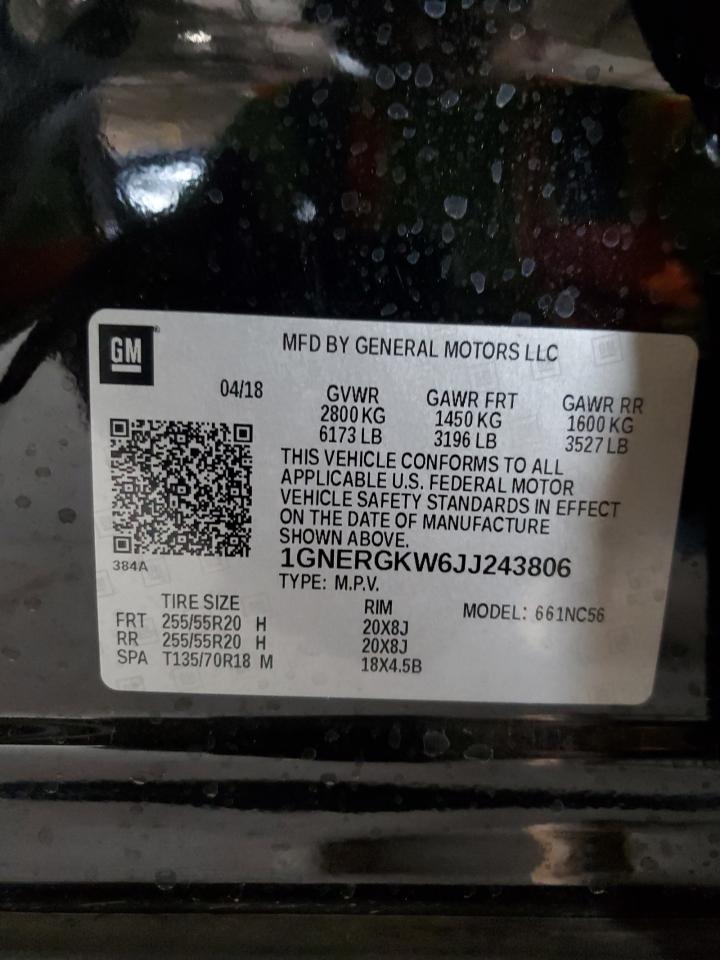 GM
MFD BY GENERAL MOTORS LLC
04/18 GVWR GAWR FRT GAWR RR
2800 KG 1450 KG 1600 KG
6173 LB 3196 LB 3527 LB
THIS VEHICLE CONFORMS TO ALL
APPLICABLE U.S. FEDERAL MOTOR
VEHICLE SAFETY STANDARDS IN EFFECT
ON THE DATE OF MANUFACTURE
SHOWN ABOVE.
384A
1GNERGKW6JJ243806
TYPE: M.P.V.
TIRE SIZE RIM MODEL: 661NC56
FRT 255/55R20 H 20X8J
RR 255/55R20 H 20X8J
SPA T135/70R18 M 18X4.5B